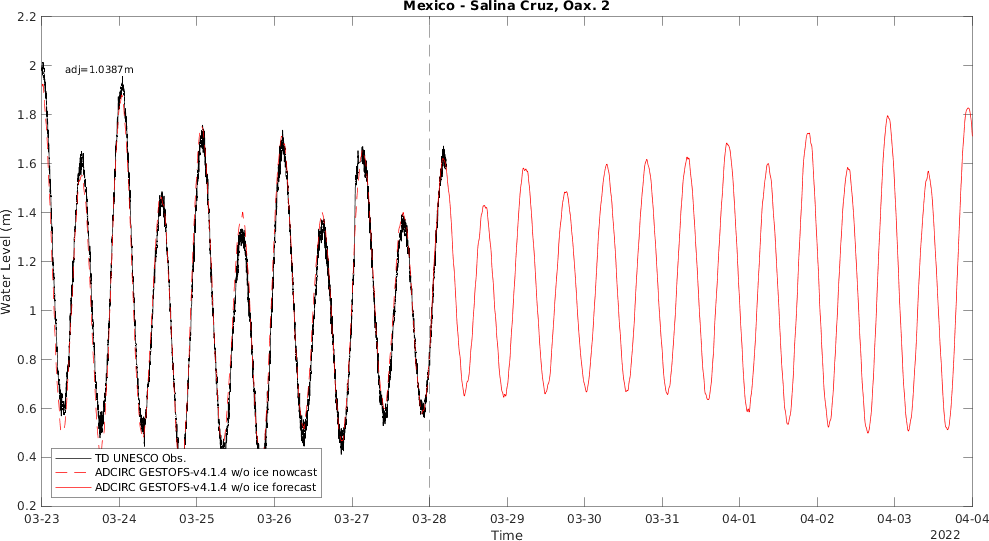 Mexico - Salina Cruz, Oax. 2
2.2
2
1.8
1.6
1.4
1.2
1
0.8
0.6
0.4
0.2
Water Level (m)
adj=1.0387m
TD UNESCO Obs.
ADCIRC GESTOFS-v4.1.4 w/o ice nowcast
ADCIRC GESTOFS-v4.1.4 w/o ice forecast
03-23 03-24 03-25 03-26 03-27 03-28 03-29 03-30 03-31 04-01 04-02 04-03 04-04
Time
2022